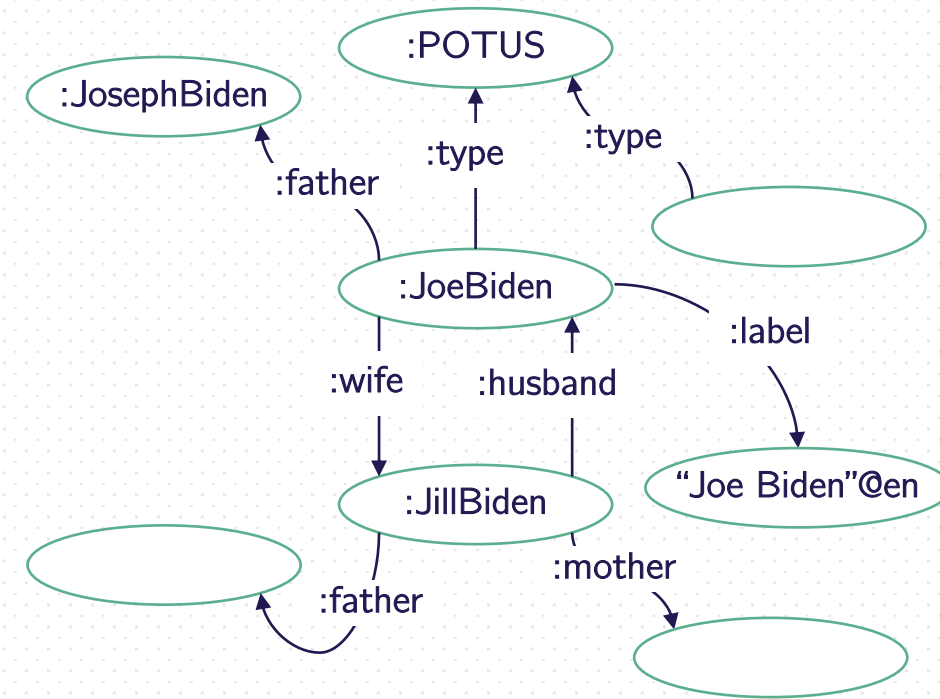 :POTUS
:JosephBiden
:type
:type
:father
:JoeBiden
:label
:wife
:husband
“Joe Biden”@en
:JillBiden
:mother
:father